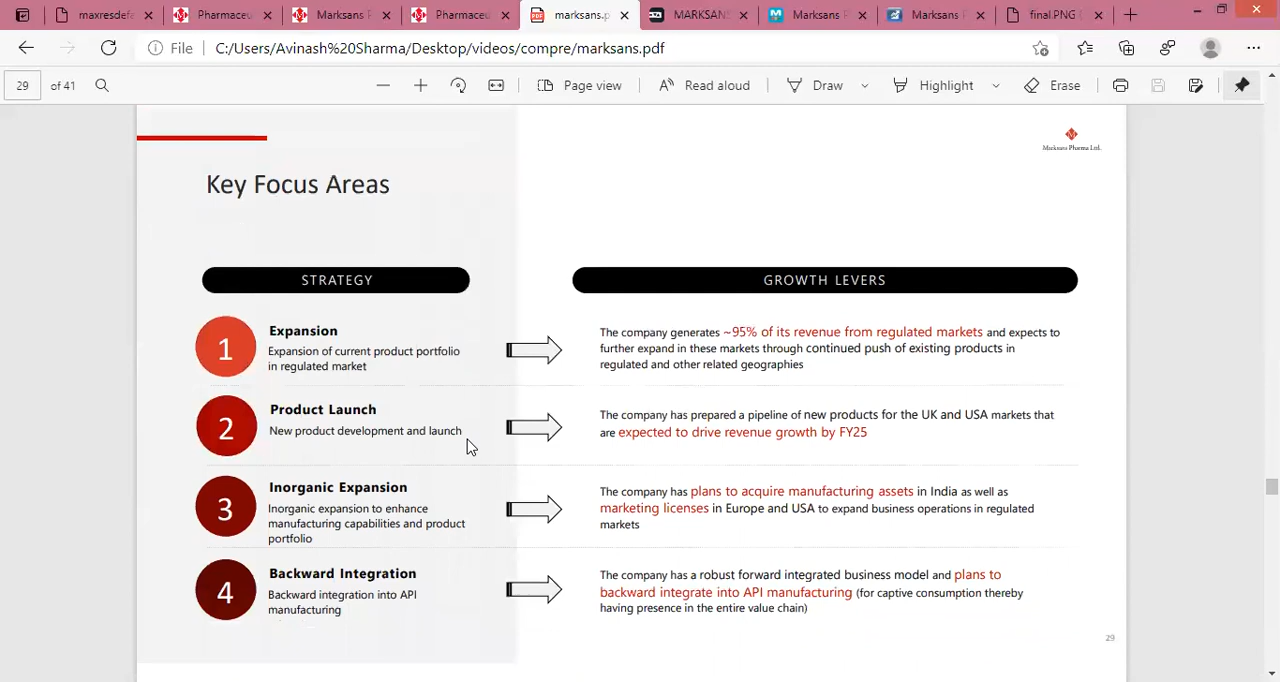 maxresdef
Pharmaceu
Marksans P
Pharmaceu
marksans.p
MARKSANS
Marksans P
Marksans P
final.PNG (
File
C:/Users/Avinash%20Sharma/Desktop/videos/compre/marksans.pdf
29
of 41
Page view
Read aloud
Draw
Highlight
Erase
Marksans Pharma Ltd.
Key Focus Areas
STRATEGY
GROWTH LEVERS
1
Expansion
Expansion of current product portfolio
in regulated market
The company generates ~95% of its revenue from regulated markets and expects to
further expand in these markets through continued push of existing products in
regulated and other related geographies
2
Product Launch
New product development and launch
The company has prepared a pipeline of new products for the UK and USA markets that
are expected to drive revenue growth by FY25
3
Inorganic Expansion
Inorganic expansion to enhance
manufacturing capabilities and product
portfolio
The company has plans to acquire manufacturing assets in India as well as
marketing licenses in Europe and USA to expand business operations in regulated
markets
4
Backward Integration
Backward integration into API
manufacturing
The company has a robust forward integrated business model and plans to
backward integrate into API manufacturing (for captive consumption thereby
having presence in the entire value chain)
29